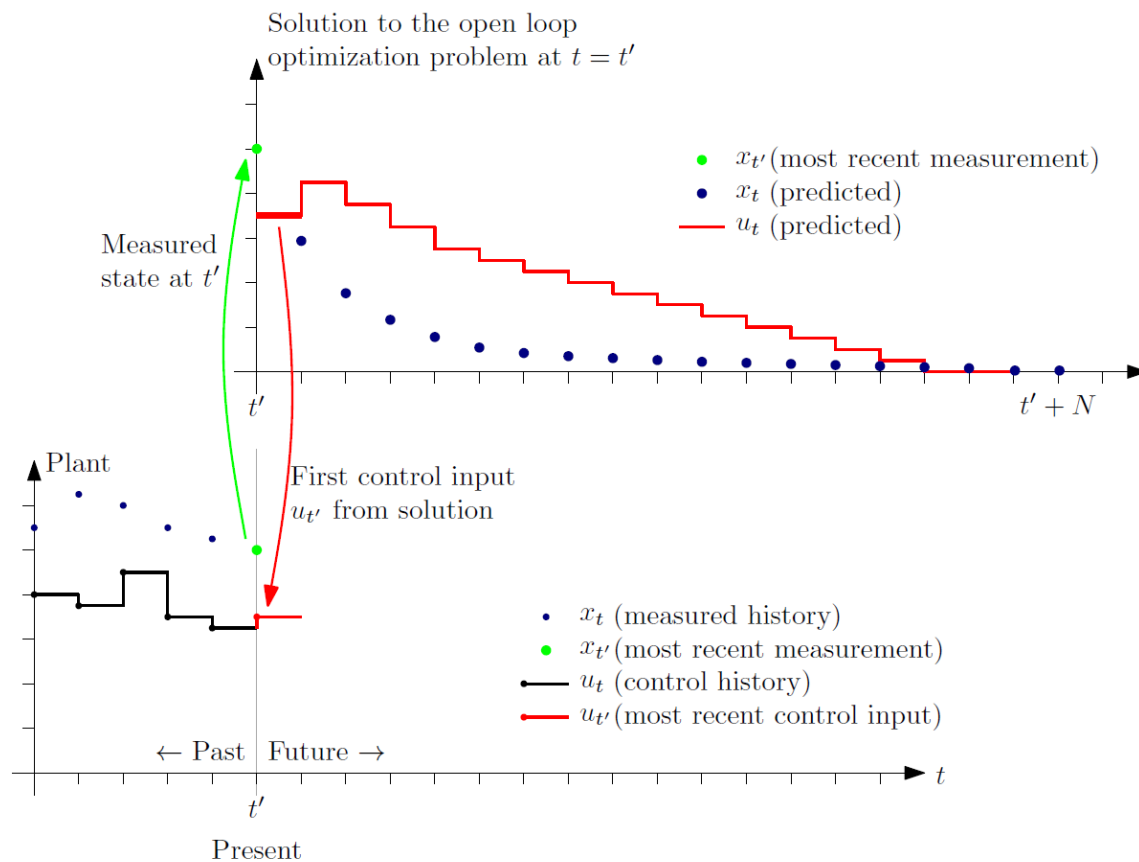 Solution to the open loop
optimization problem at t = t′
x_{t′} (most recent measurement)
x_t (predicted)
u_t (predicted)
Measured
state at t′
t′
t′ + N
Plant
First control input
u_{t′} from solution
x_t (measured history)
x_{t′} (most recent measurement)
u_t (control history)
u_{t′} (most recent control input)
← Past Future →
t
t′
Present